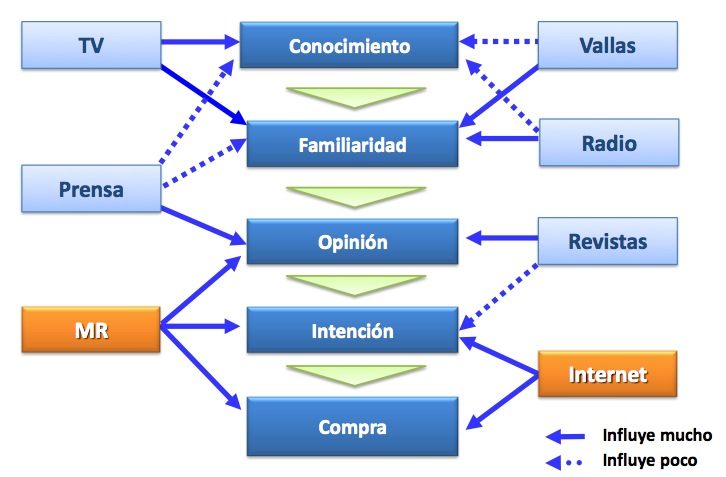 TV
Conocimiento
Vallas
Familiaridad
Radio
Prensa
Opinión
Revistas
MR
Intención
Internet
Compra
Influye mucho
Influye poco